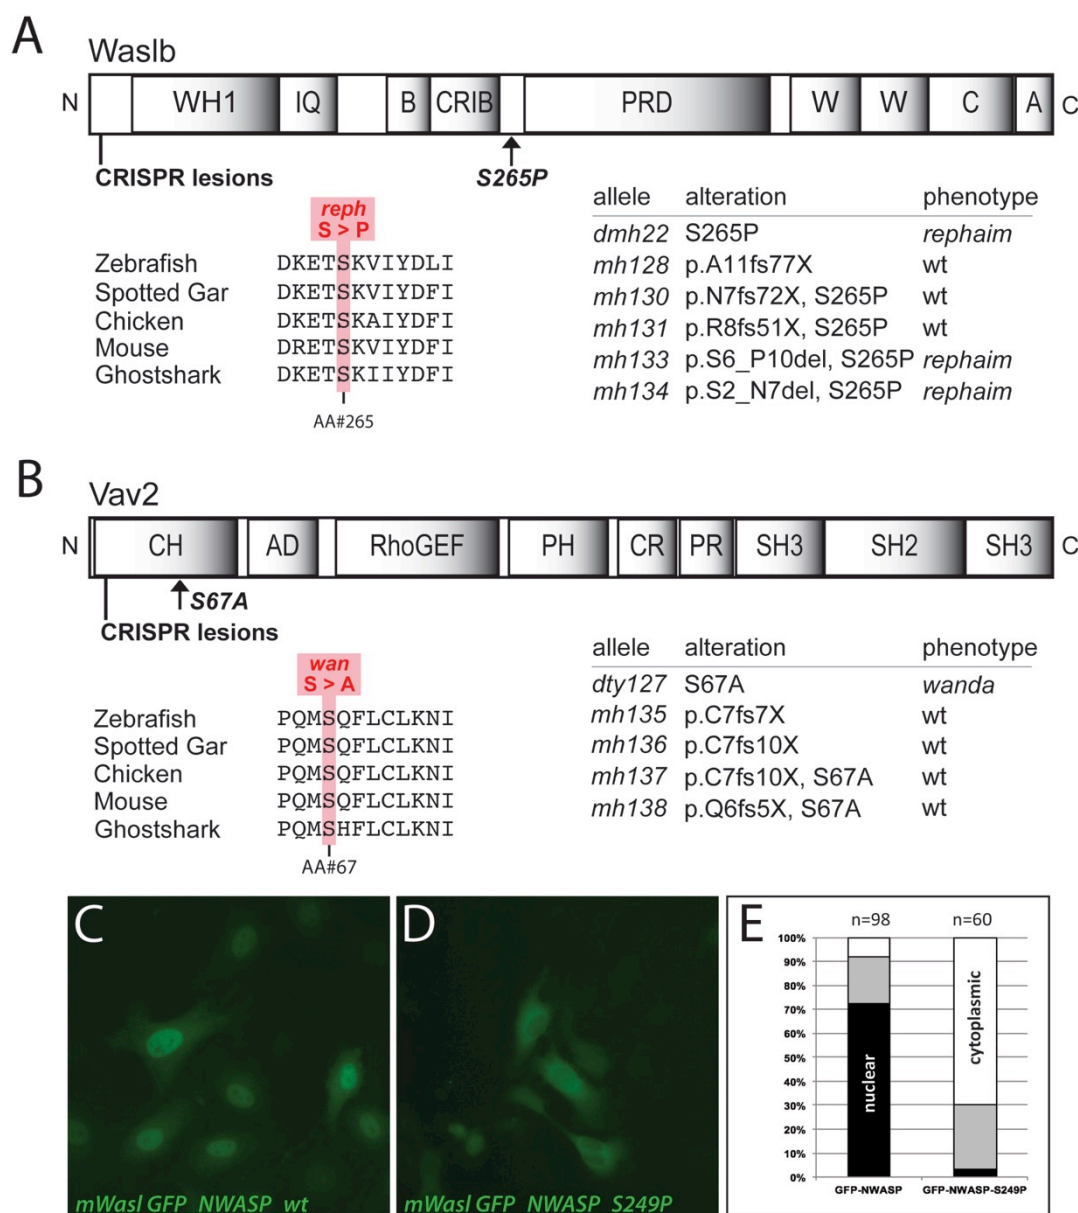 A
Waslb
N WH1 IQ B CRIB PRD W W C A C
CRISPR lesions
S265P
reph
S > P
Zebrafish DKETSKVIYDLI
Spotted Gar DKETSKVIYDFI
Chicken DKETSKAIYDFI
Mouse DRETSKVIYDFI
Ghostshark DKETSKIIYDFI
AA#265
allele alteration phenotype
dmh22 S265P rephaim
mh128 p.A11fs77X wt
mh130 p.N7fs72X, S265P wt
mh131 p.R8fs51X, S265P wt
mh133 p.S6_P10del, S265P rephaim
mh134 p.S2_N7del, S265P rephaim
B
Vav2
N CH AD RhoGEF PH CR PR SH3 SH2 SH3 C
S67A
CRISPR lesions
wan
S > A
Zebrafish PQMSQFLCLKNI
Spotted Gar PQMSQFLCLKNI
Chicken PQMSQFLCLKNI
Mouse PQMSQFLCLKNI
Ghostshark PQMSHFLCLKNI
AA#67
allele alteration phenotype
dty127 S67A wanda
mh135 p.C7fs7X wt
mh136 p.C7fs10X wt
mh137 p.C7fs10X, S67A wt
mh138 p.Q6fs5X, S67A wt
C
mWasl GFP_NWASP_wt
D
mWasl GFP_NWASP_S249P
E
n=98 n=60
100%
90%
80%
70%
60%
50%
40%
30%
20%
10%
0%
nuclear
cytoplasmic
GFP-NWASP GFP-NWASP-S249P